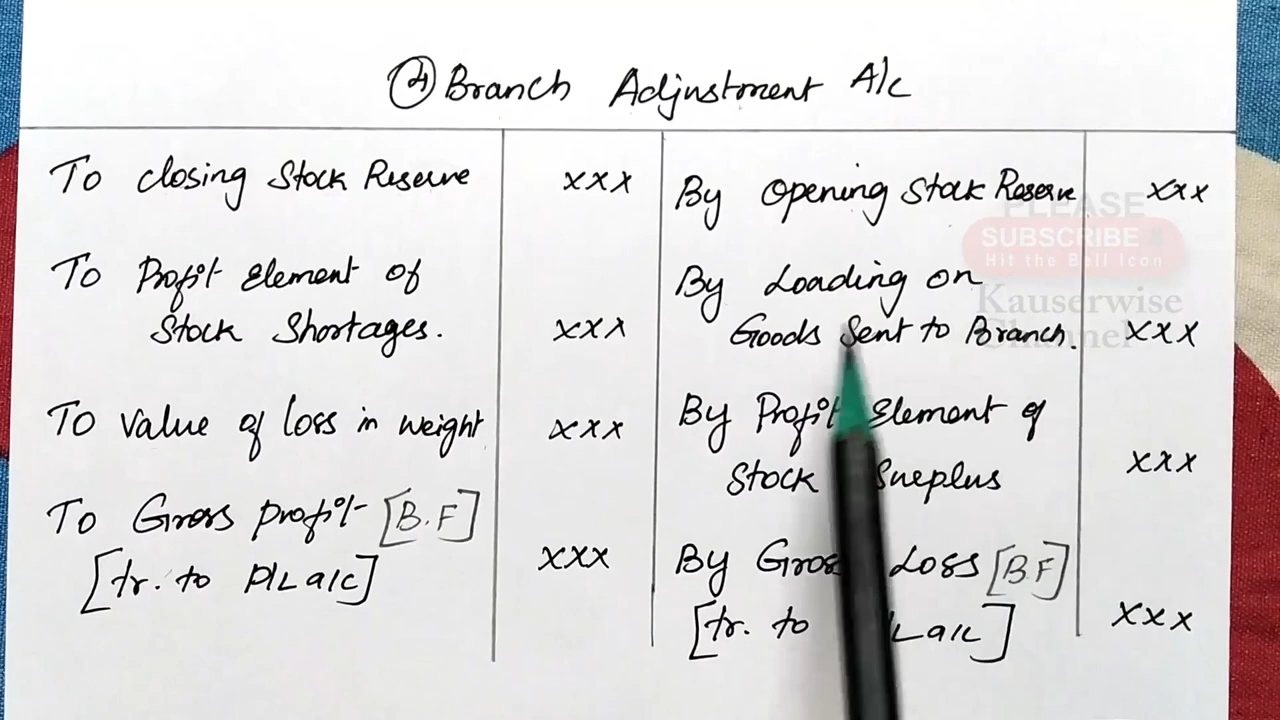 ④ Branch Adjustment A/c
To closing Stock Reserve xxx
To Profit Element of
Stock Shortages. xxx
To Value of loss in weight xxx
To Gross profit [B.F]
[tr. to P/L a/c] xxx
By Opening Stock Reserve xxx
By Loading on
Goods Sent to Branch. xxx
By Profit Element of
Stock Surplus xxx
By Gross Loss [B.F]
[tr. to L a/c] xxx
PLEASE
SUBSCRIBE
Hit the Bell Icon
Kauserwise
Channel